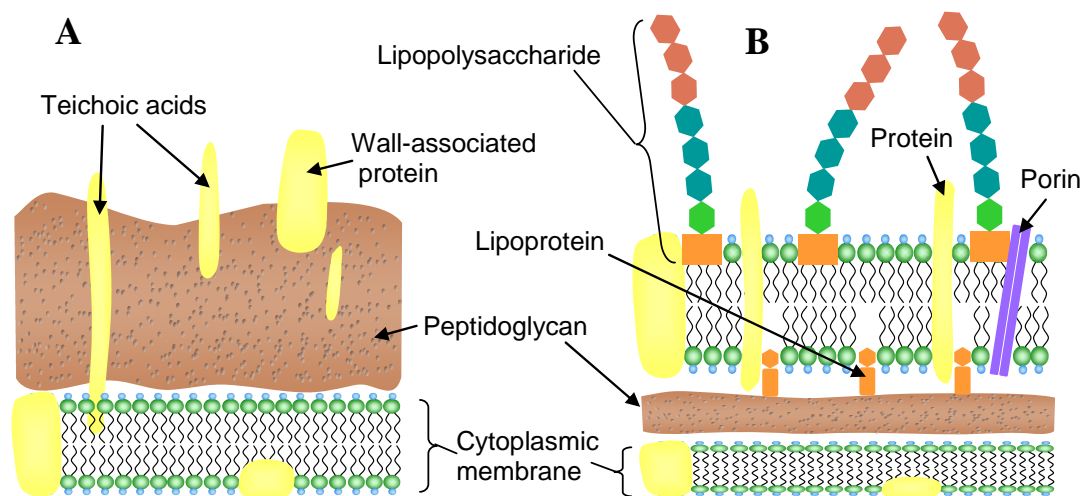 A
B
Lipopolysaccharide
Teichoic acids
Wall-associated
protein
Protein
Porin
Lipoprotein
Peptidoglycan
Cytoplasmic
membrane